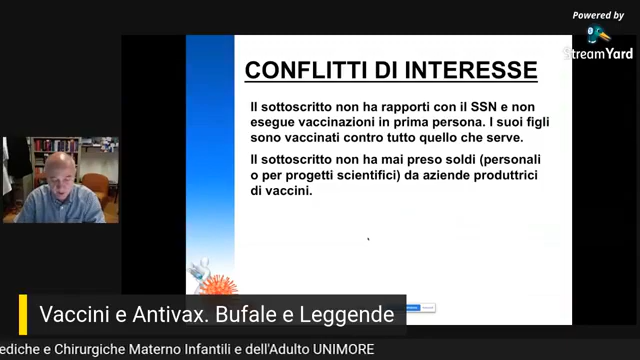 Powered by
StreamYard
CONFLITTI DI INTERESSE
Il sottoscritto non ha rapporti con il SSN e non
esegue vaccinazioni in prima persona. I suoi figli
sono vaccinati contro tutto quello che serve.
Il sottoscritto non ha mai preso soldi (personali
o per progetti scientifici) da aziende produttrici
di vaccini.
Vaccini e Antivax. Bufale e Leggende
ediche e Chirurgiche Materno Infantili e dell'Adulto UNIMORE